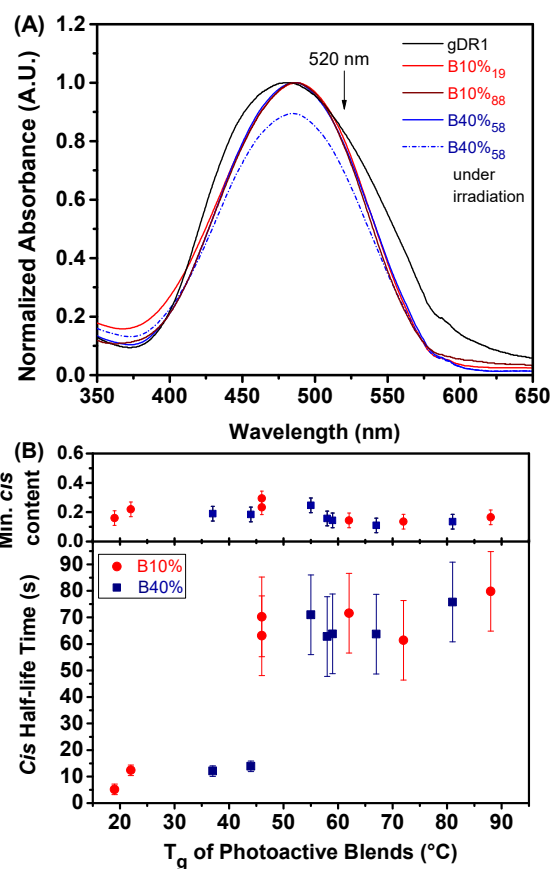 (A)
Normalized Absorbance (A.U.)
1.0
0.8
0.6
0.4
0.2
0.0
520 nm
gDR1
B10%19
B10%88
B40%58
B40%58
under
irradiation
350 400 450 500 550 600 650
Wavelength (nm)
(B)
Min. cis
content
0.6
0.4
0.2
0.0
B10%
B40%
Cis Half-life Time (s)
90
80
70
60
50
40
30
20
10
0
20 30 40 50 60 70 80 90
Tg of Photoactive Blends (°C)